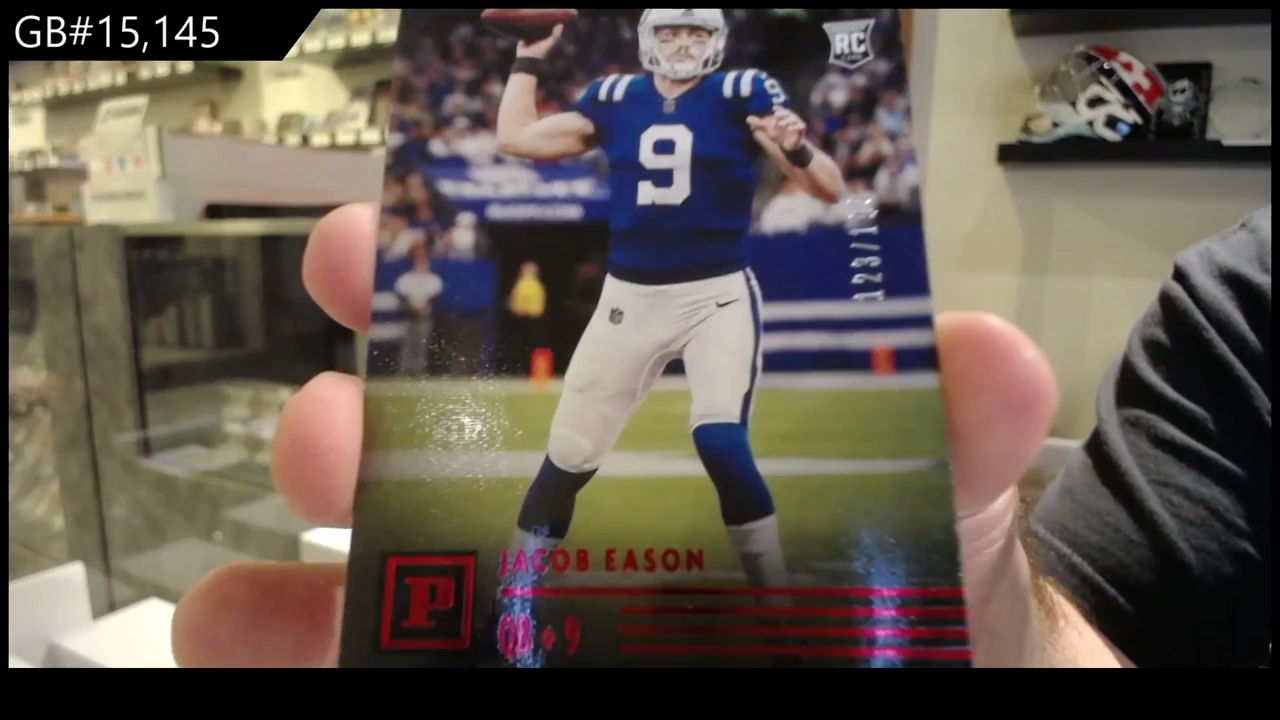 GB#15,145
RC
9
JACOB EASON
P
QB ♦ 9